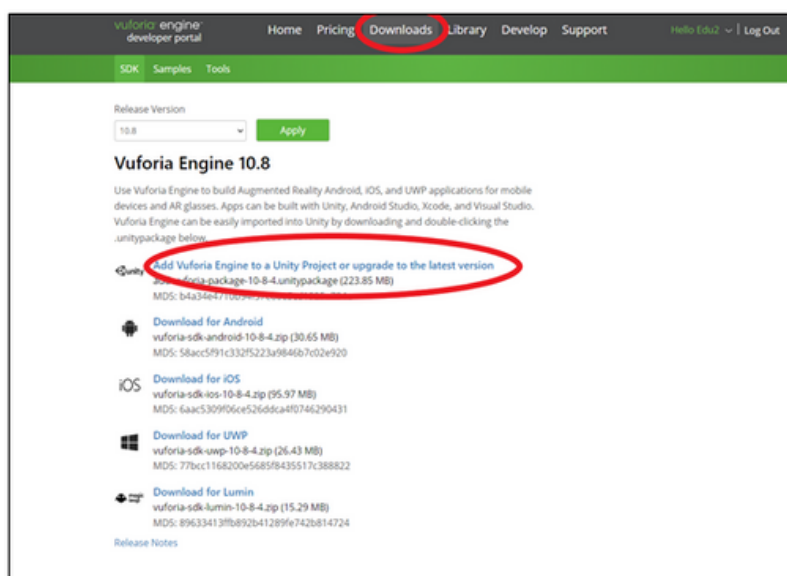 vuforia engine
developer portal
Home Pricing Downloads Library Develop Support
Hello Edu2 | Log Out
SDK Samples Tools
Release Version
10.8
Apply
Vuforia Engine 10.8
Use Vuforia Engine to build Augmented Reality Android, iOS, and UWP applications for mobile
devices and AR glasses. Apps can be built with Unity, Android Studio, Xcode, and Visual Studio.
Vuforia Engine can be easily imported into Unity by downloading and double-clicking the
.unitypackage below.
unity
Add Vuforia Engine to a Unity Project or upgrade to the latest version
add-vuforia-package-10-8-4.unitypackage (223.85 MB)
MD5:
Download for Android
vuforia-sdk-android-10-8-4.zip (30.65 MB)
MD5: 58acc5f91c332f5223a9846b7c02e920
iOS
Download for iOS
vuforia-sdk-ios-10-8-4.zip (95.97 MB)
MD5: 6aac5309f06ce526ddca4f0746290431
Download for UWP
vuforia-sdk-uwp-10-8-4.zip (26.43 MB)
MD5: 77bcc1168200e5685f8435517c388822
Download for Lumin
vuforia-sdk-lumin-10-8-4.zip (15.29 MB)
MD5: 89633413ffb892b41289fe742b814724
Release Notes